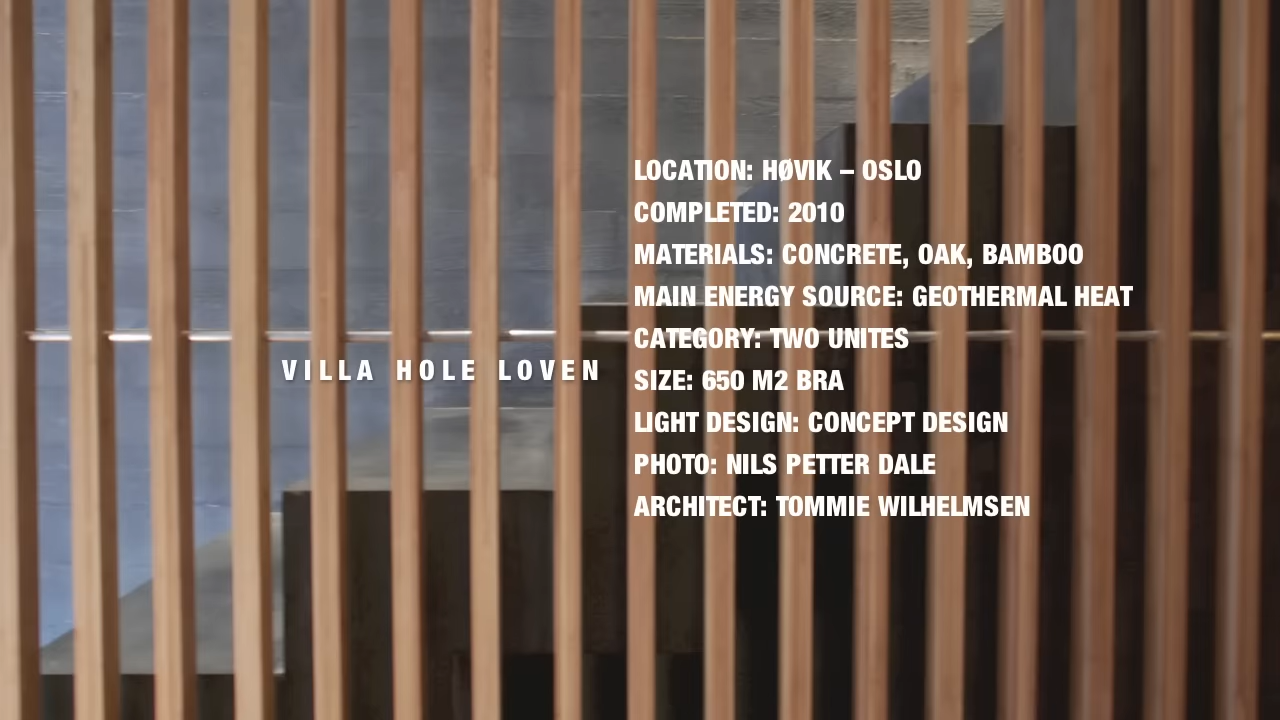 VILLA HOLE LOVEN
LOCATION: HØVIK – OSLO
COMPLETED: 2010
MATERIALS: CONCRETE, OAK, BAMBOO
MAIN ENERGY SOURCE: GEOTHERMAL HEAT
CATEGORY: TWO UNITES
SIZE: 650 M2 BRA
LIGHT DESIGN: CONCEPT DESIGN
PHOTO: NILS PETTER DALE
ARCHITECT: TOMMIE WILHELMSEN